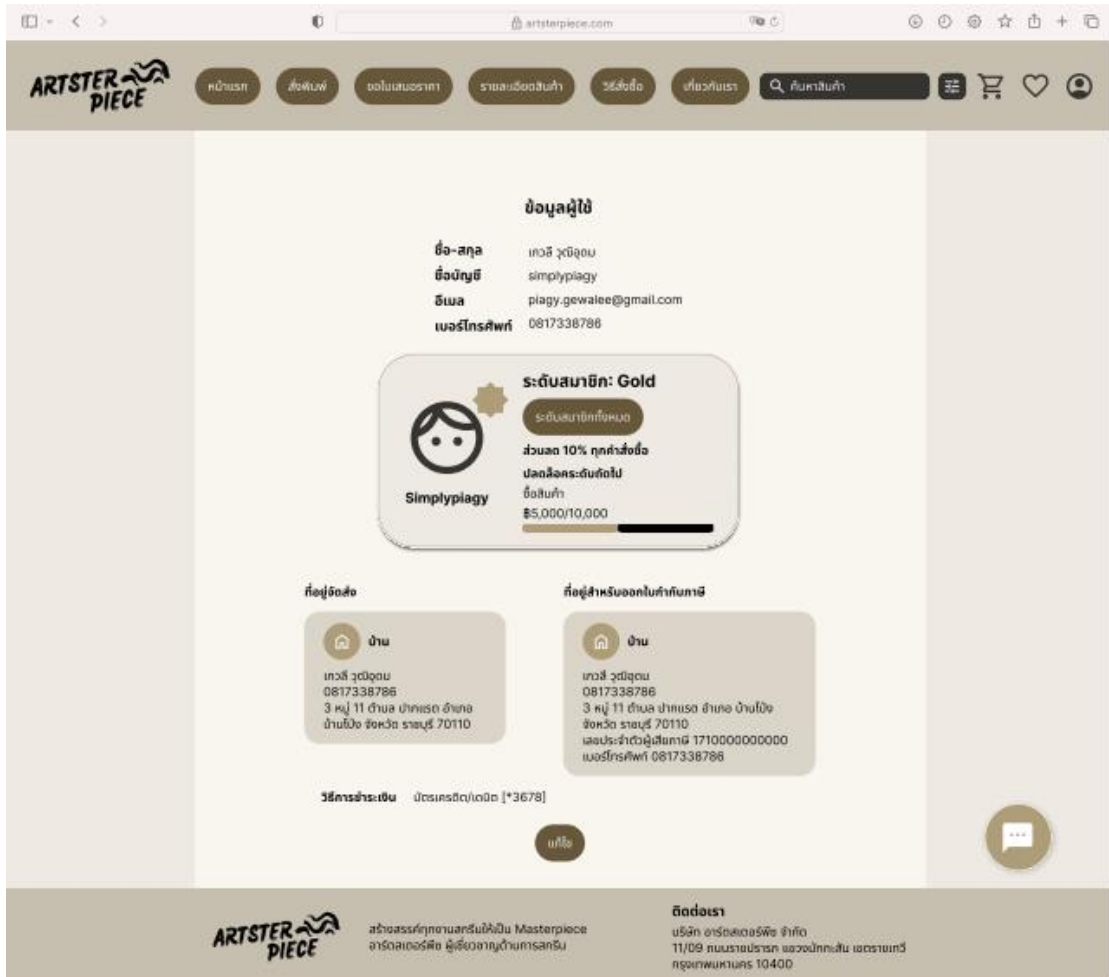 artsterpiece.com
ARTSTER
PIECE
หน้าแรก
สั่งพิมพ์
ขอใบเสนอราคา
รายละเอียดสินค้า
วิธีสั่งซื้อ
เกี่ยวกับเรา
ค้นหาสินค้า
ข้อมูลผู้ใช้
ชื่อ-สกุล เกวลี วุฒิอุดม
ชื่อบัญชี simplypiagy
อีเมล piagy.gewalee@gmail.com
เบอร์โทรศัพท์ 0817338786
ระดับสมาชิก: Gold
ระดับสมาชิกทั้งหมด
ส่วนลด 10% ทุกคำสั่งซื้อ
ปลดล็อคระดับถัดไป
ซื้อสินค้า
฿5,000/10,000
Simplypiagy
ที่อยู่จัดส่ง
บ้าน
เกวลี วุฒิอุดม
0817338786
3 หมู่ 11 ตำบล ปากแรต อำเภอ
บ้านโป่ง จังหวัด ราชบุรี 70110
ที่อยู่สำหรับออกใบกำกับภาษี
บ้าน
เกวลี วุฒิอุดม
0817338786
3 หมู่ 11 ตำบล ปากแรต อำเภอ บ้านโป่ง
จังหวัด ราชบุรี 70110
เลขประจำตัวผู้เสียภาษี 1710000000000
เบอร์โทรศัพท์ 0817338786
วิธีการชำระเงิน บัตรเครดิต/เดบิต [*3678]
แก้ไข
ARTSTER
PIECE
สร้างสรรค์ทุกงานสกรีนให้เป็น Masterpiece
อาร์ตสเตอร์พีซ ผู้เชี่ยวชาญด้านการสกรีน
ติดต่อเรา
บริษัท อาร์ตสเตอร์พีซ จำกัด
11/09 ถนนราชปรารภ แขวงมักกะสัน เขตราชเทวี
กรุงเทพมหานคร 10400